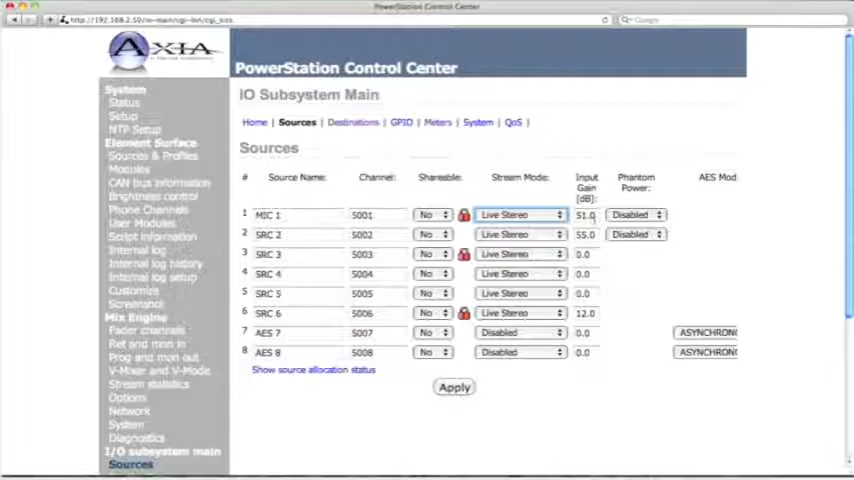 PowerStation Control Center
Google
AXIA
PowerStation Control Center
IO Subsystem Main
Home | Sources | Destinations | GPIO | Meters | System | QoS |
Sources
# Source Name: Channel: Shareable: Stream Mode: Input Gain [dB]: Phantom Power: AES Mod
1 MIC 1 5001 No Live Stereo 51.0 Disabled
2 SRC 2 5002 No Live Stereo 55.0 Disabled
3 SRC 3 5003 No Live Stereo 0.0
4 SRC 4 5004 No Live Stereo 0.0
5 SRC 5 5005 No Live Stereo 0.0
6 SRC 6 5006 No Live Stereo 12.0
7 AES 7 5007 No Disabled 0.0 ASYNCHRONO
8 AES 8 5008 No Disabled 0.0 ASYNCHRONO
Show source allocation status
Apply
System
Status
Setup
NTP Setup
Element Surface
Sources & Profiles
Modules
CAN bus information
Brightness control
Phone Channels
User Modules
Script information
Internal log
Internal log history
Internal log setup
Customize
Screenshot
Mix Engine
Fader channels
Ret and mon in
Prog and mon out
V-Mixer and V-Mode
Stream statistics
Options
Network
System
Diagnostics
I/O subsystem main
Sources